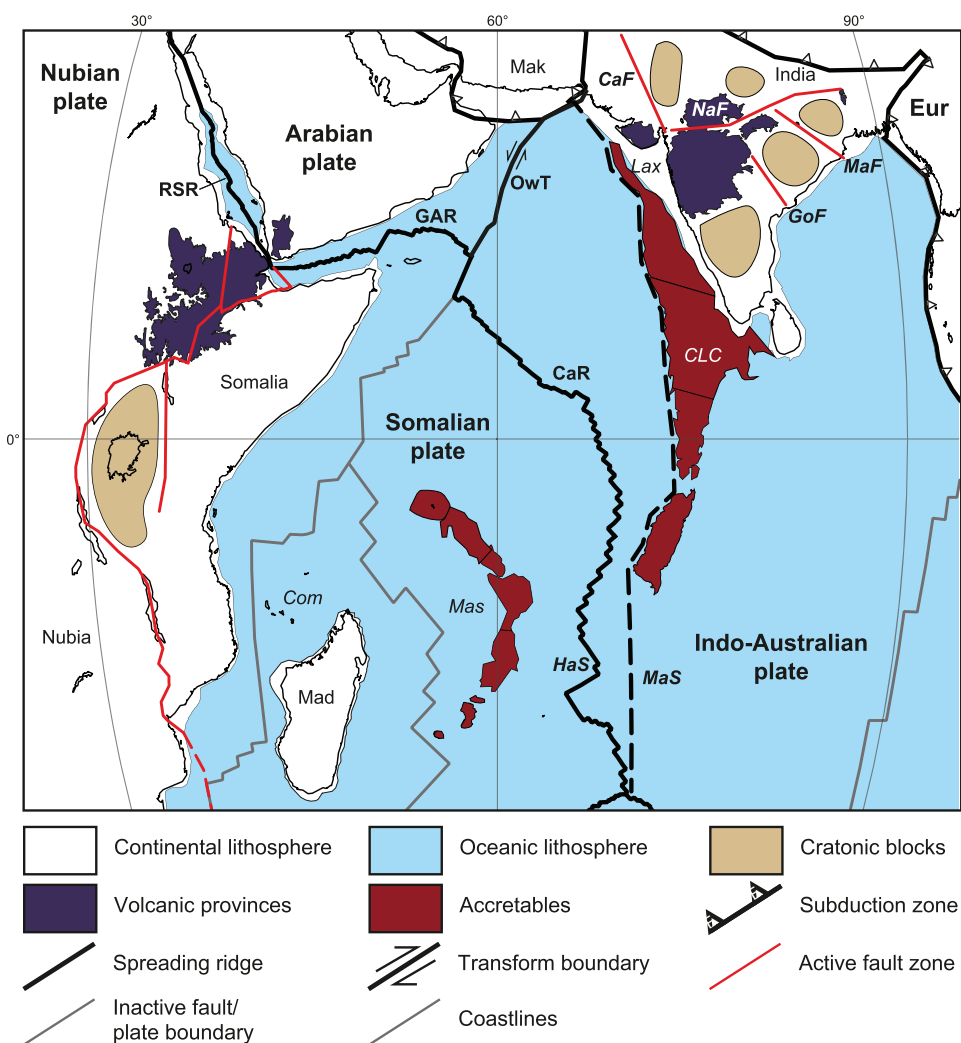 30°
60°
90°
Nubian
plate
Arabian
plate
Mak
CaF
India
NaF
Eur
RSR
OwT
Lax
MaF
GAR
GoF
Somalia
CaR
CLC
Somalian
plate
0°
Com
Mas
Nubia
Indo-Australian
plate
HaS
MaS
Mad
Continental lithosphere
Oceanic lithosphere
Cratonic blocks
Volcanic provinces
Accretables
Subduction zone
Spreading ridge
Transform boundary
Active fault zone
Inactive fault/
plate boundary
Coastlines